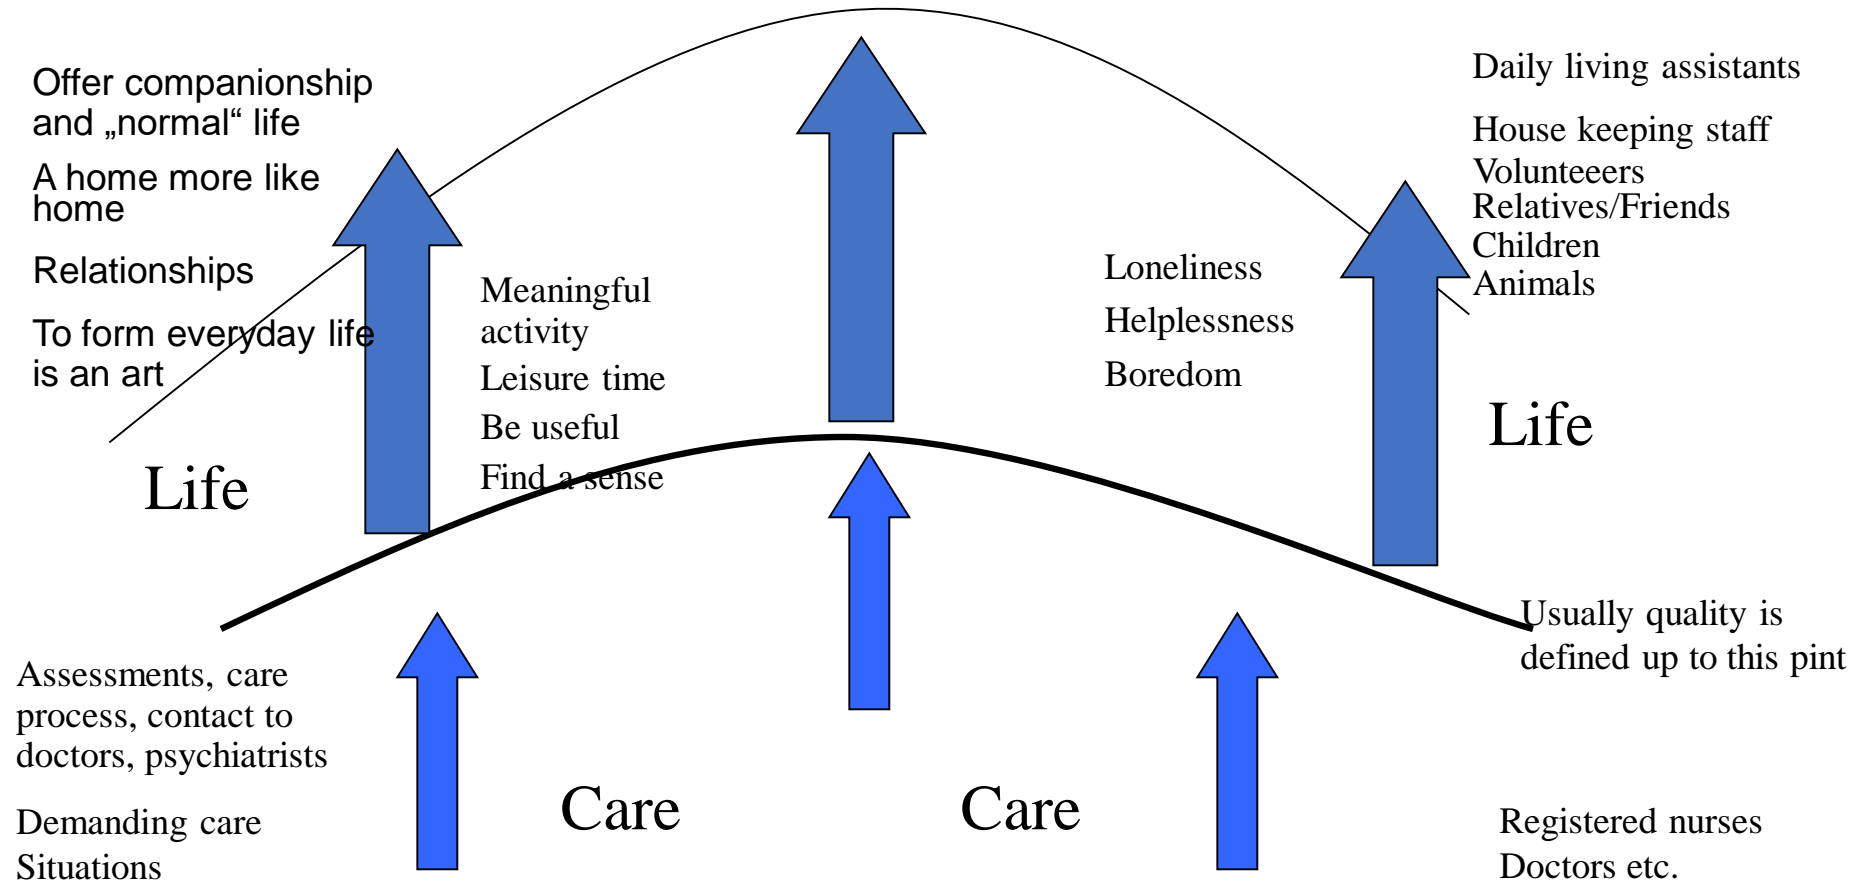 Offer companionship
and „normal“ life
A home more like
home
Relationships
To form everyday life
is an art
Life
Meaningful
activity
Leisure time
Be useful
Find a sense
Loneliness
Helplessness
Boredom
Daily living assistants
House keeping staff
Volunteeers
Relatives/Friends
Children
Animals
Life
Usually quality is
defined up to this pint
Assessments, care
process, contact to
doctors, psychiatrists
Demanding care
Situations
Care
Care
Registered nurses
Doctors etc.